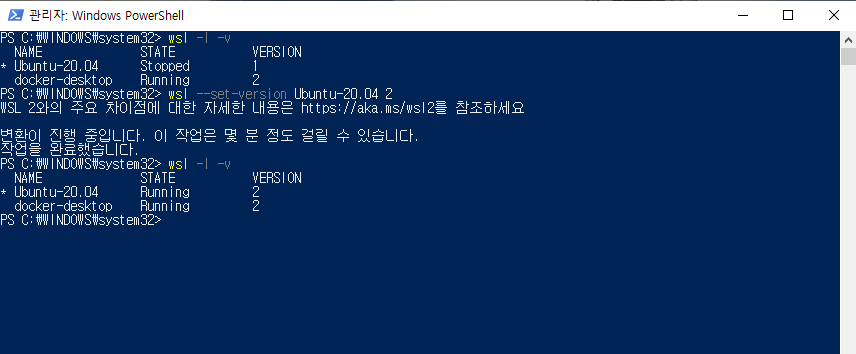 관리자: Windows PowerShell
PS C:₩WINDOWS₩system32> wsl -l -v
NAME STATE VERSION
* Ubuntu-20.04 Stopped 1
docker-desktop Running 2
PS C:₩WINDOWS₩system32> wsl --set-version Ubuntu-20.04 2
WSL 2와의 주요 차이점에 대한 자세한 내용은 https://aka.ms/wsl2를 참조하세요
변환이 진행 중입니다. 이 작업은 몇 분 정도 걸릴 수 있습니다.
작업을 완료했습니다.
PS C:₩WINDOWS₩system32> wsl -l -v
NAME STATE VERSION
* Ubuntu-20.04 Running 2
docker-desktop Running 2
PS C:₩WINDOWS₩system32>